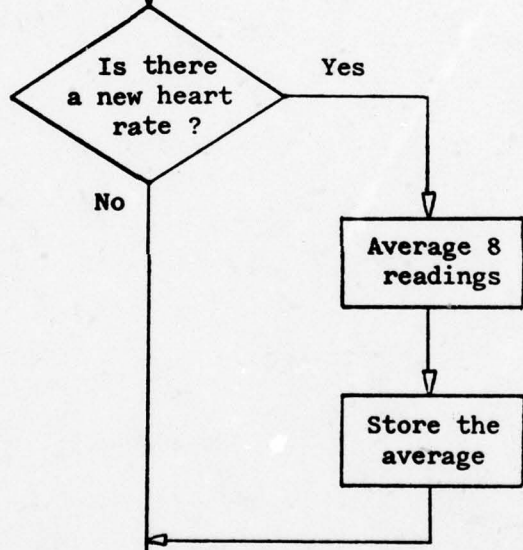 Is there
a new heart
rate ?
Yes
No
Average 8
readings
Store the
average